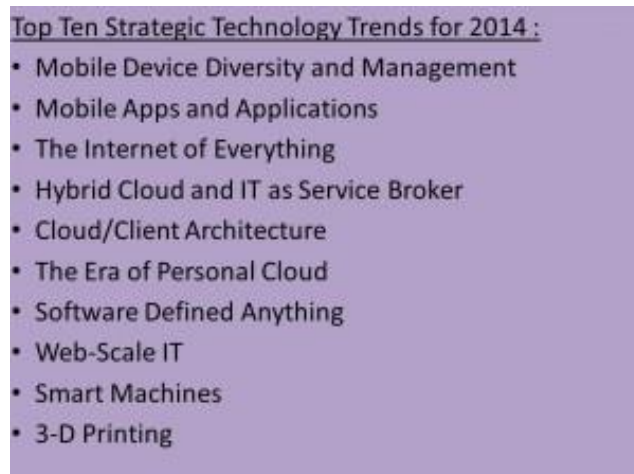 Top Ten Strategic Technology Trends for 2014 :
• Mobile Device Diversity and Management
• Mobile Apps and Applications
• The Internet of Everything
• Hybrid Cloud and IT as Service Broker
• Cloud/Client Architecture
• The Era of Personal Cloud
• Software Defined Anything
• Web-Scale IT
• Smart Machines
• 3-D Printing